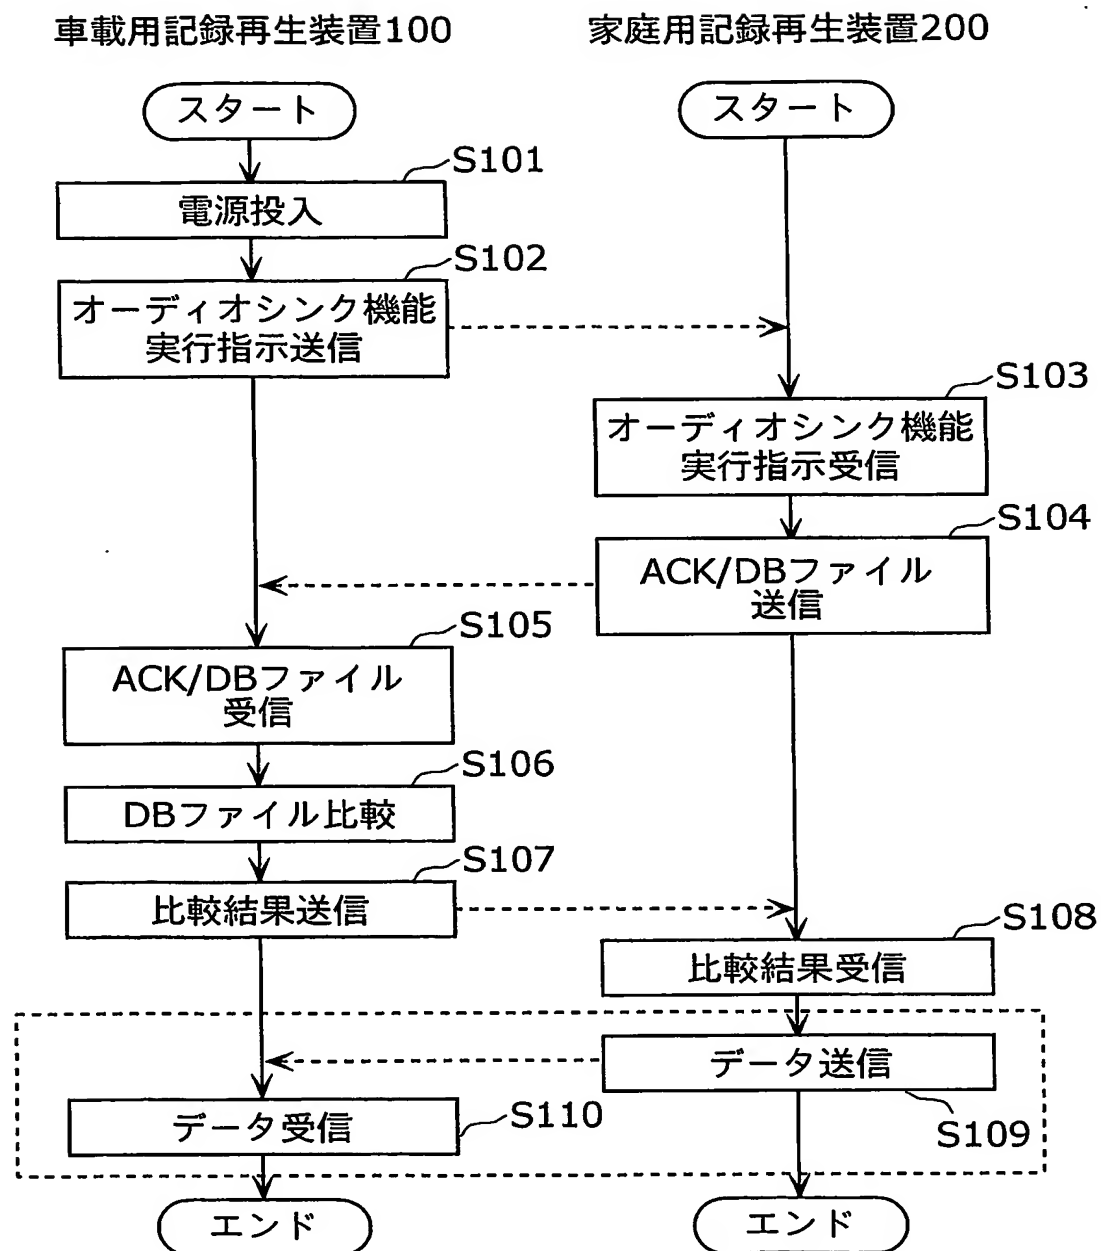 車載用記録再生装置100
家庭用記録再生装置200
スタート
スタート
S101
電源投入
S102
オーディオシンク機能
実行指示送信
S103
オーディオシンク機能
実行指示受信
S104
ACK/DBファイル
送信
S105
ACK/DBファイル
受信
S106
DBファイル比較
S107
比較結果送信
S108
比較結果受信
データ送信
S109
データ受信
S110
エンド
エンド